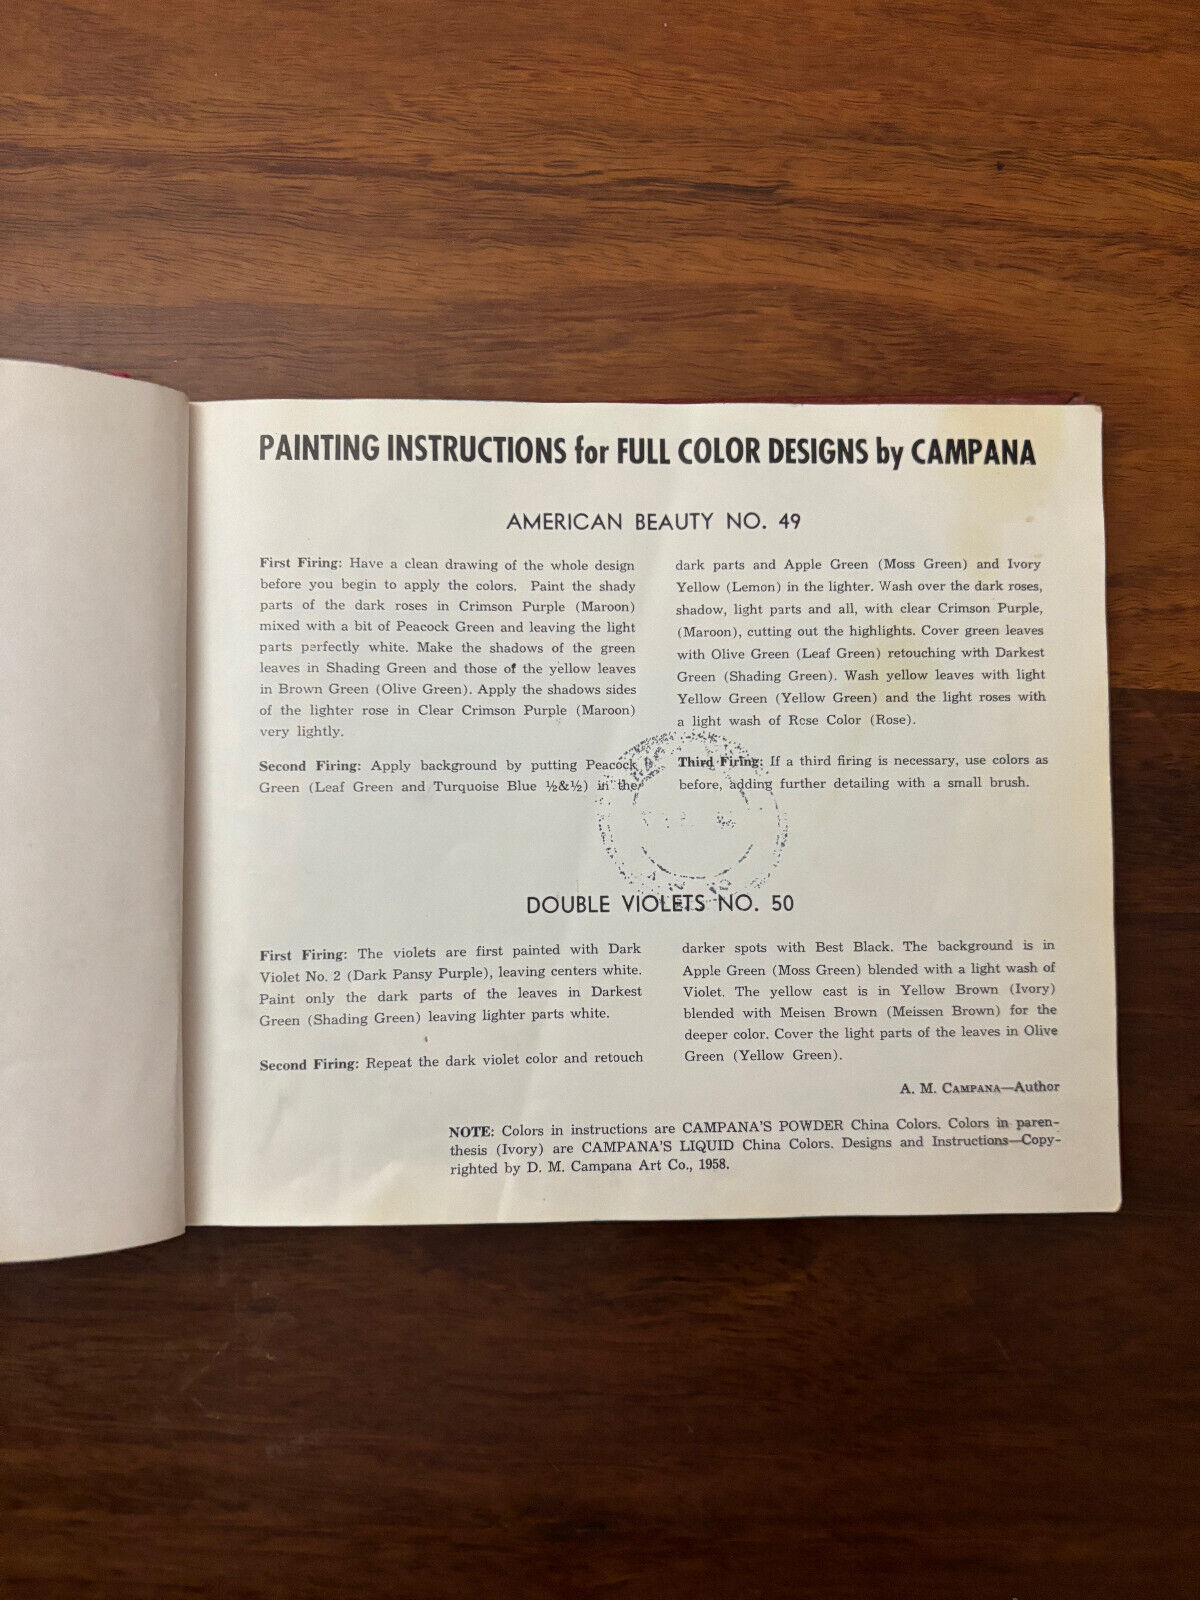 PAINTING INSTRUCTIONS for FULL COLOR DESIGNS by CAMPANA
AMERICAN BEAUTY NO. 49
First Firing: Have a clean drawing of the whole design
before you begin to apply the colors. Paint the shady
parts of the dark roses in Crimson Purple (Maroon)
mixed with a bit of Peacock Green and leaving the light
parts perfectly white. Make the shadows of the green
leaves in Shading Green and those of the yellow leaves
in Brown Green (Olive Green). Apply the shadows sides
of the lighter rose in Clear Crimson Purple (Maroon)
very lightly.
Second Firing: Apply background by putting Peacock
Green (Leaf Green and Turquoise Blue ½&½) in the
dark parts and Apple Green (Moss Green) and Ivory
Yellow (Lemon) in the lighter. Wash over the dark roses,
shadow, light parts and all, with clear Crimson Purple,
(Maroon), cutting out the highlights. Cover green leaves
with Olive Green (Leaf Green) retouching with Darkest
Green (Shading Green). Wash yellow leaves with light
Yellow Green (Yellow Green) and the light roses with
a light wash of Rose Color (Rose).
Third Firing: If a third firing is necessary, use colors as
before, adding further detailing with a small brush.
DOUBLE VIOLETS NO. 50
First Firing: The violets are first painted with Dark
Violet No. 2 (Dark Pansy Purple), leaving centers white.
Paint only the dark parts of the leaves in Darkest
Green (Shading Green) leaving lighter parts white.
Second Firing: Repeat the dark violet color and retouch
darker spots with Best Black. The background is in
Apple Green (Moss Green) blended with a light wash of
Violet. The yellow cast is in Yellow Brown (Ivory)
blended with Meisen Brown (Meissen Brown) for the
deeper color. Cover the light parts of the leaves in Olive
Green (Yellow Green).
A. M. CAMPANA—Author
NOTE: Colors in instructions are CAMPANA'S POWDER China Colors. Colors in paren-
thesis (Ivory) are CAMPANA'S LIQUID China Colors. Designs and Instructions—Copy-
righted by D. M. Campana Art Co., 1958.